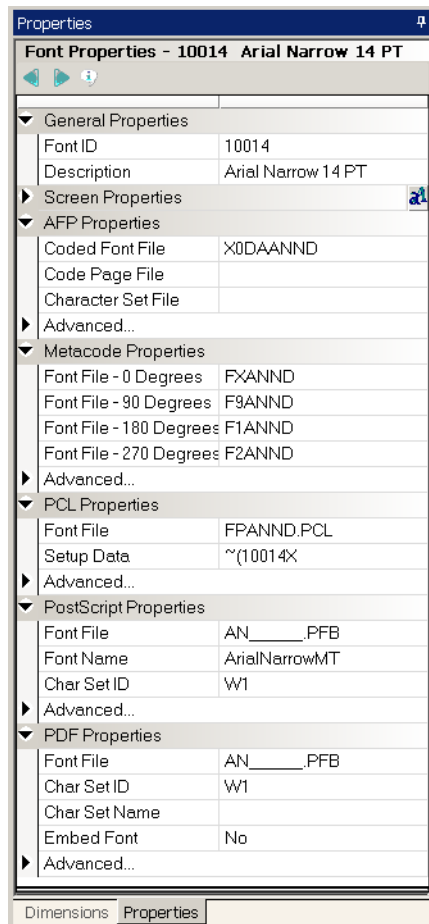 Properties
Font Properties - 10014 Arial Narrow 14 PT
General Properties
Font ID 10014
Description Arial Narrow 14 PT
Screen Properties
AFP Properties
Coded Font File X0DAANND
Code Page File
Character Set File
Advanced...
Metacode Properties
Font File - 0 Degrees FXANND
Font File - 90 Degrees F9ANND
Font File - 180 Degrees F1ANND
Font File - 270 Degrees F2ANND
Advanced...
PCL Properties
Font File FPANND.PCL
Setup Data ~(10014X
Advanced...
PostScript Properties
Font File AN______.PFB
Font Name ArialNarrowMT
Char Set ID W1
Advanced...
PDF Properties
Font File AN______.PFB
Char Set ID W1
Char Set Name
Embed Font No
Advanced...
Dimensions Properties